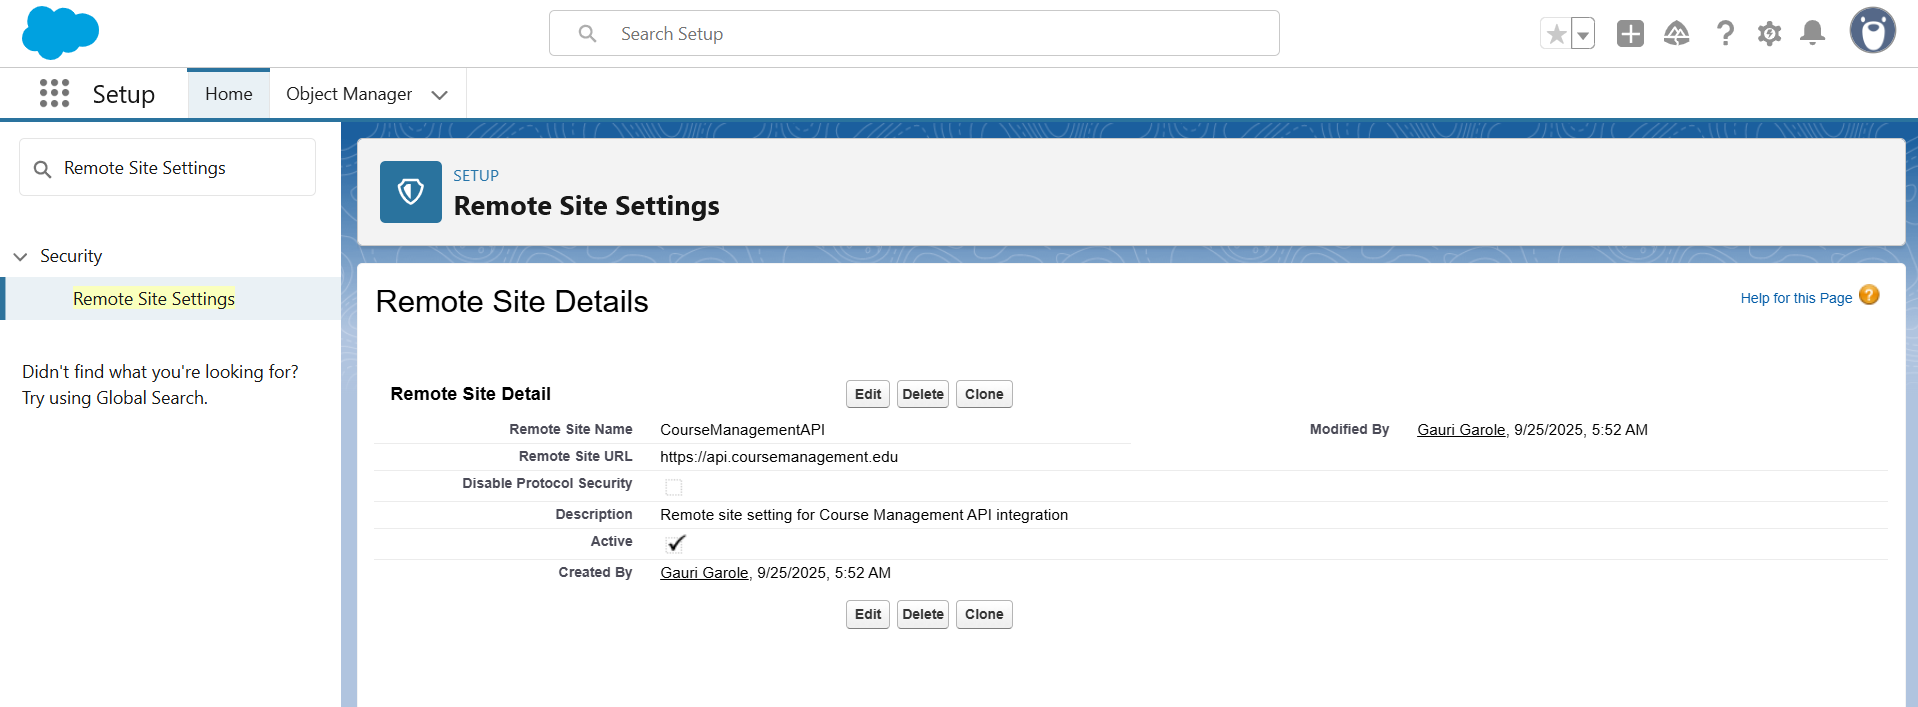 Search Setup
Setup
Home
Object Manager
Remote Site Settings
Security
Remote Site Settings
Didn't find what you're looking for?
Try using Global Search.
SETUP
Remote Site Settings
Remote Site Details
Help for this Page ?
Remote Site Detail
Edit Delete Clone
Remote Site Name CourseManagementAPI Modified By Gauri Garole, 9/25/2025, 5:52 AM
Remote Site URL https://api.coursemanagement.edu
Disable Protocol Security
Description Remote site setting for Course Management API integration
Active
Created By Gauri Garole, 9/25/2025, 5:52 AM
Edit Delete Clone